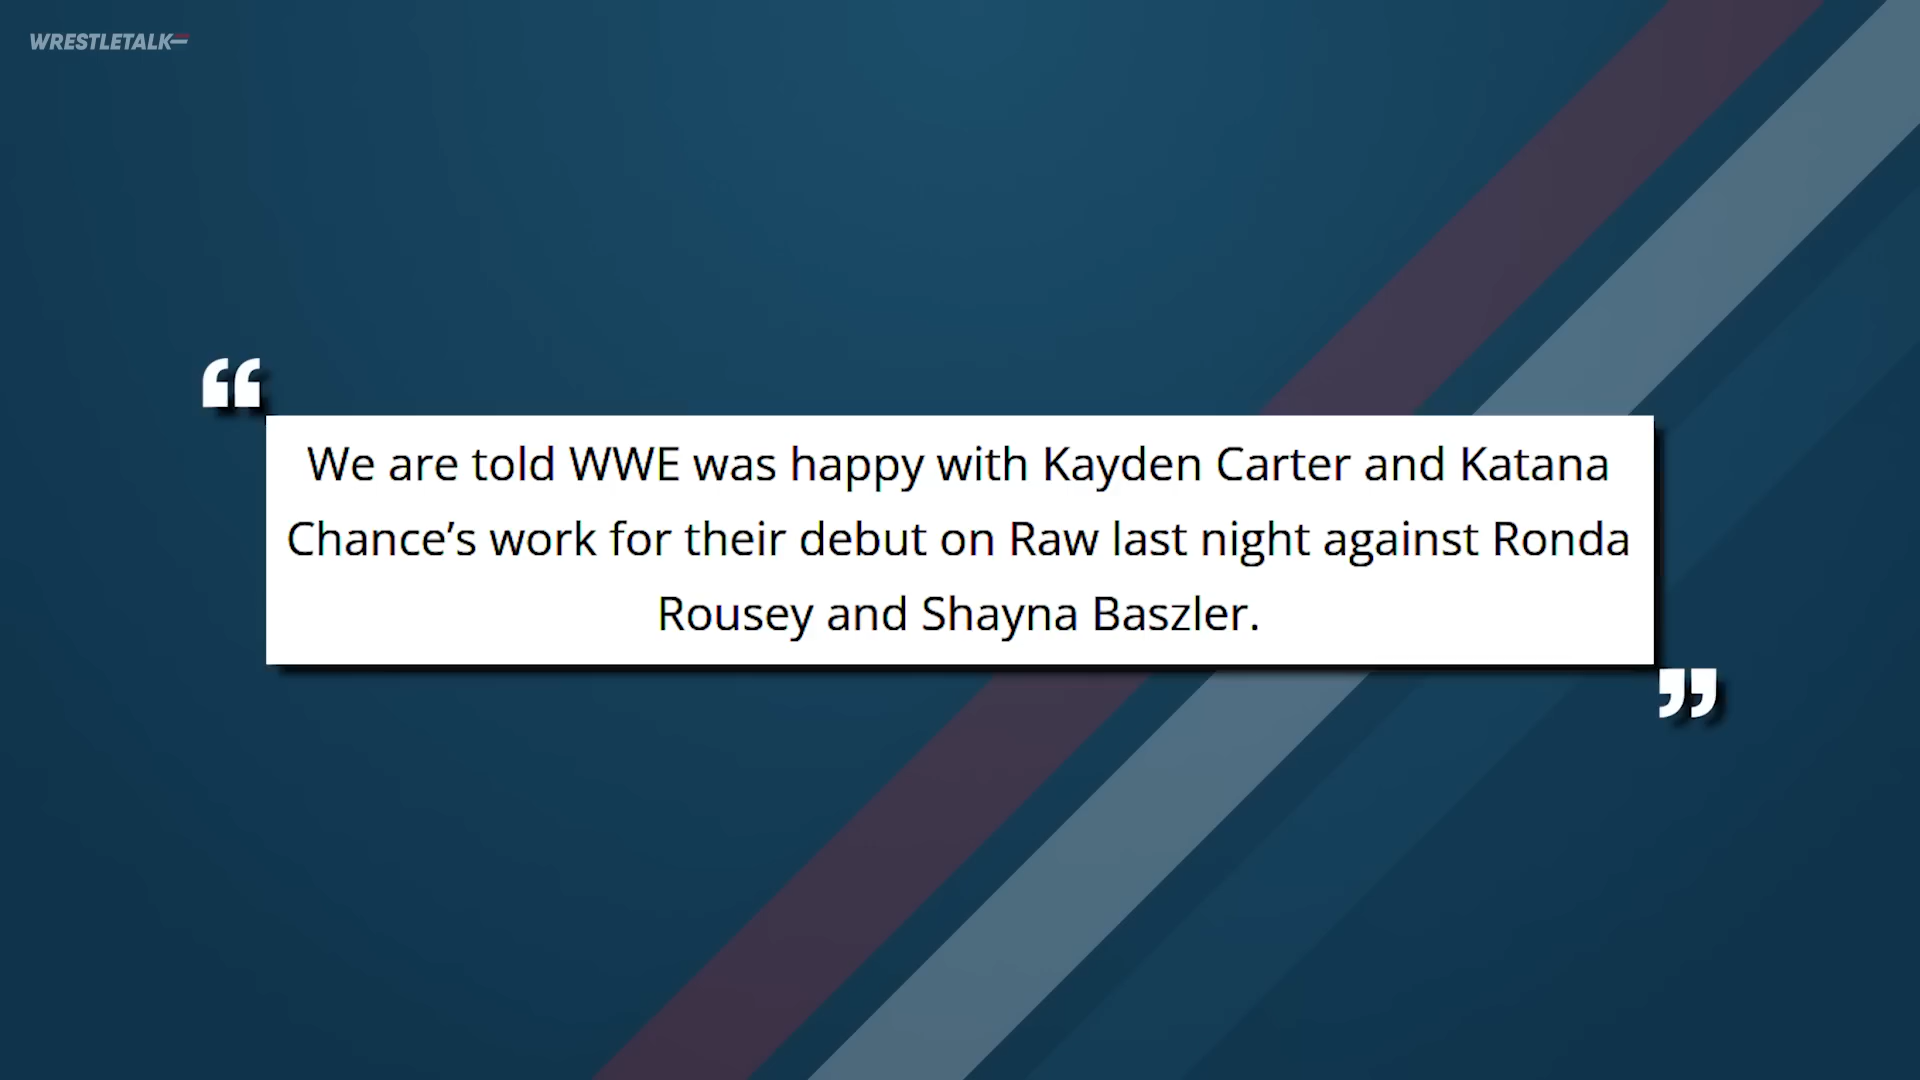 WRESTLETALK
“
We are told WWE was happy with Kayden Carter and Katana
Chance’s work for their debut on Raw last night against Ronda
Rousey and Shayna Baszler.
”